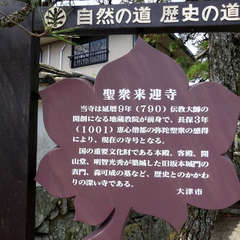 自然の道 歴史の道
聖衆来迎寺
当寺は延暦9年(790)伝教大師の
開創になる地蔵教院が前身で、長保3年
(1001)恵心僧都の弥陀聖衆の感得
により、現在の寺号となる。
国の重要文化財である本殿、客殿、開
山堂、明智光秀が築城した旧坂本城門の
表門、森可成の墓など、歴史とのかかわ
りの深い寺である。
大津市